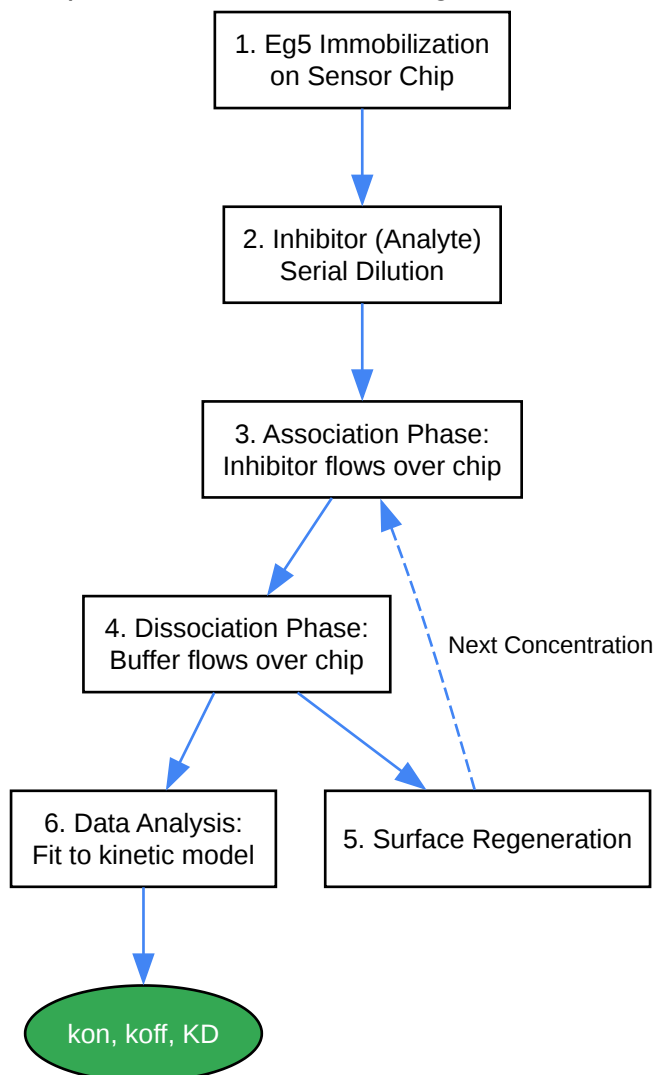 1. Eg5 Immobilization
on Sensor Chip
2. Inhibitor (Analyte)
Serial Dilution
3. Association Phase:
Inhibitor flows over chip
4. Dissociation Phase:
Buffer flows over chip
Next Concentration
6. Data Analysis:
Fit to kinetic model
5. Surface Regeneration
kon, koff, KD